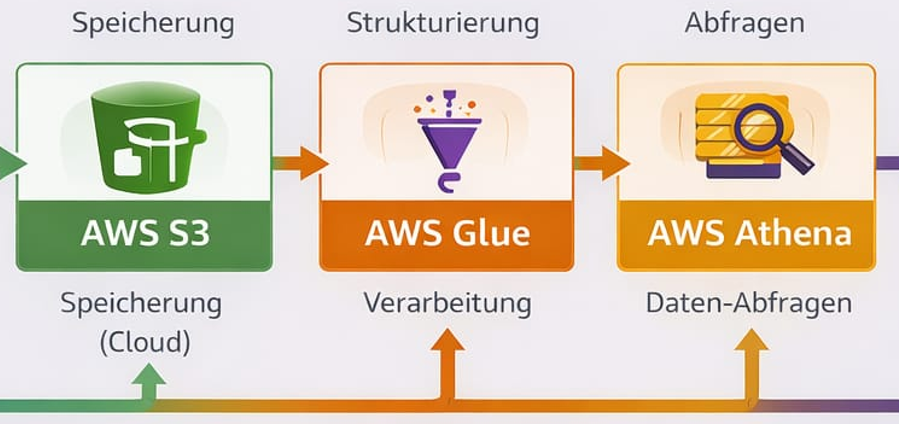 Speicherung
Strukturierung
Abfragen
AWS S3
AWS Glue
AWS Athena
Speicherung
(Cloud)
Verarbeitung
Daten-Abfragen